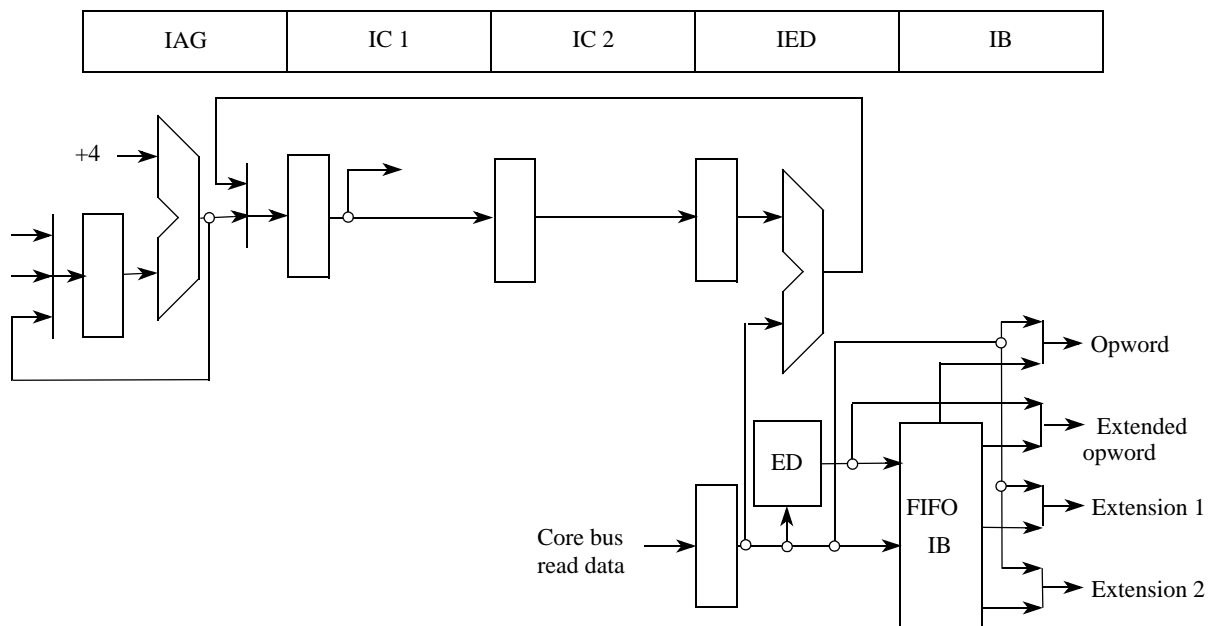 IAG
IC 1
IC 2
IED
IB
+4
Opword
Extended
opword
ED
FIFO
IB
Extension 1
Core bus
read data
Extension 2